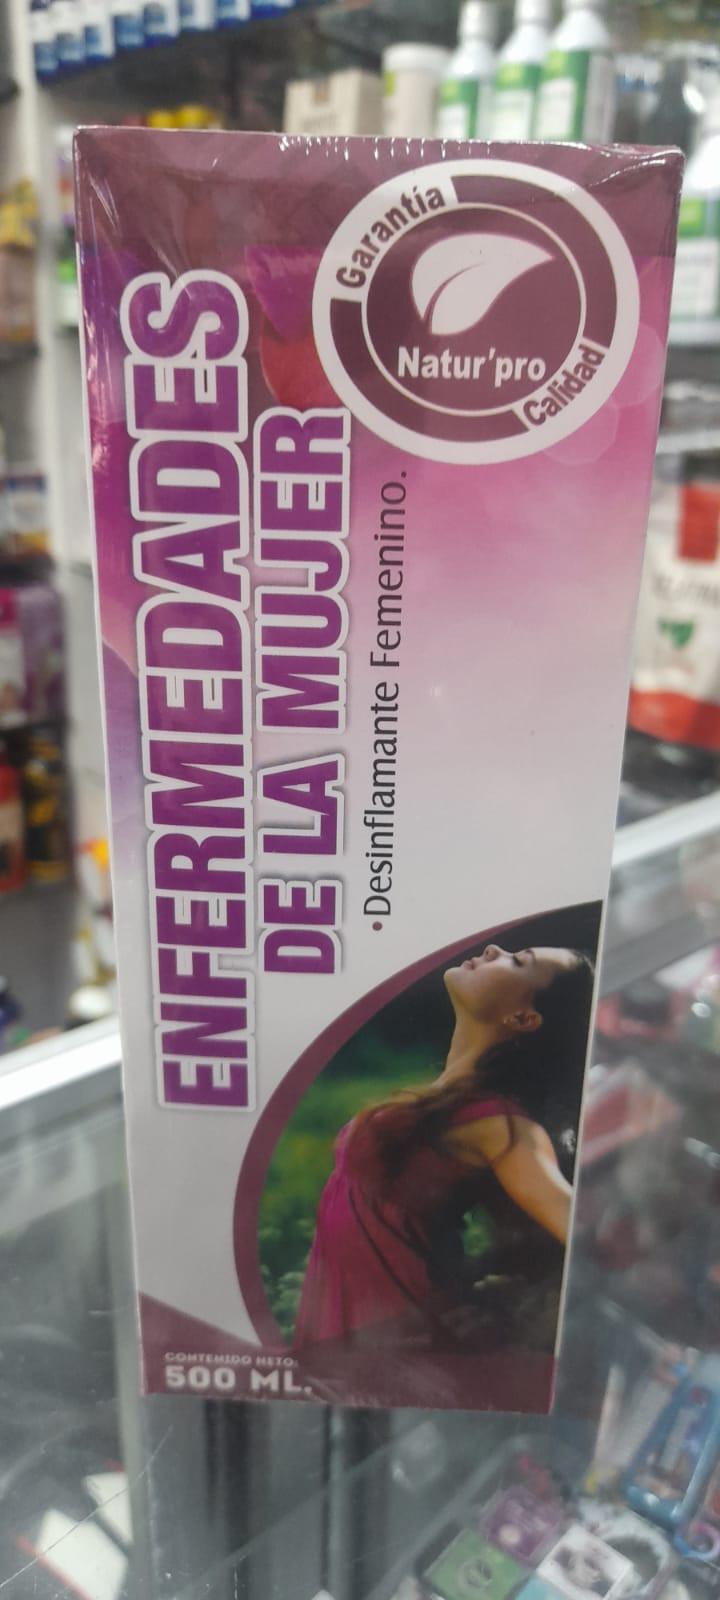 Garantía
Natur'pro
Calidad
ENFERMEDADES
DE LA MUJER
•Desinflamante Femenino.
CONTENIDO NETO:
500 ML.